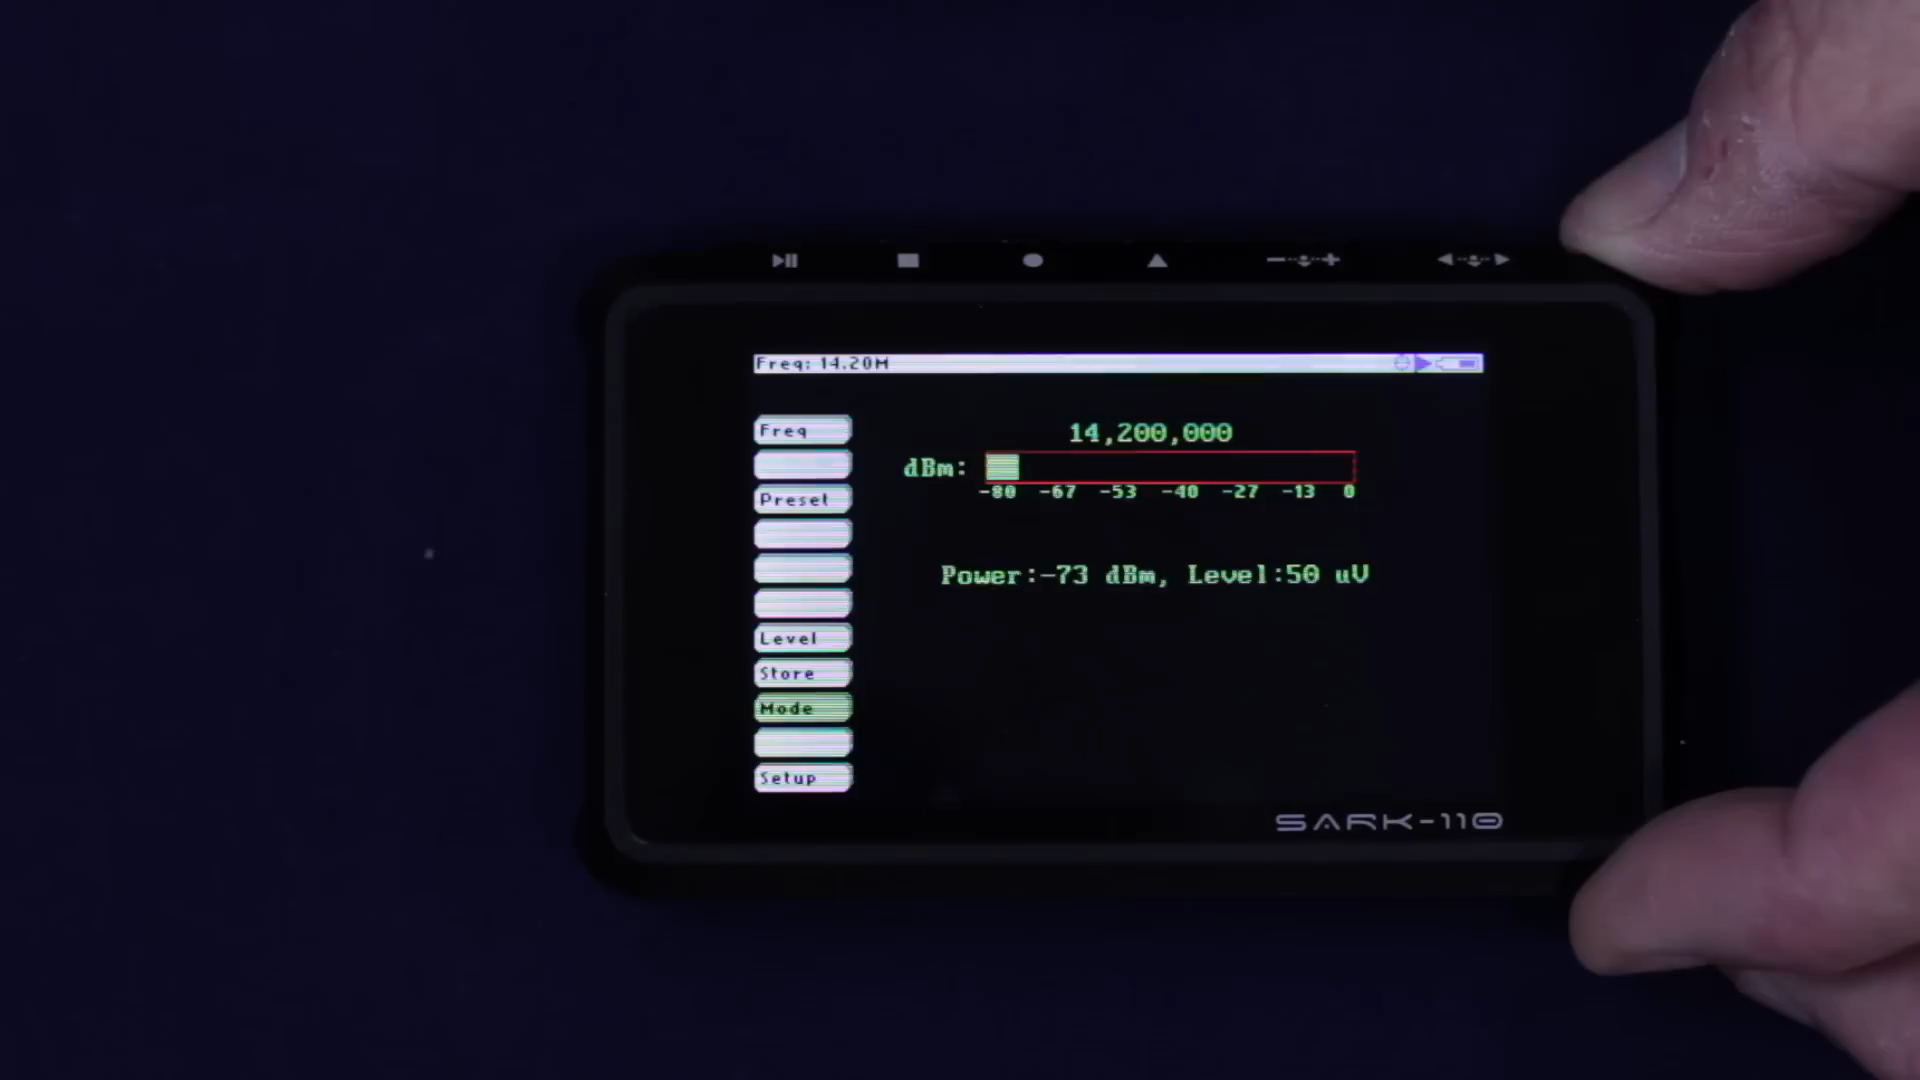 Freq: 14.20M
Freq
Preset
Level
Store
Mode
Setup
14,200,000
dBm:
-80 -67 -53 -40 -27 -13 0
Power:-73 dBm, Level:50 uV
SARK-110